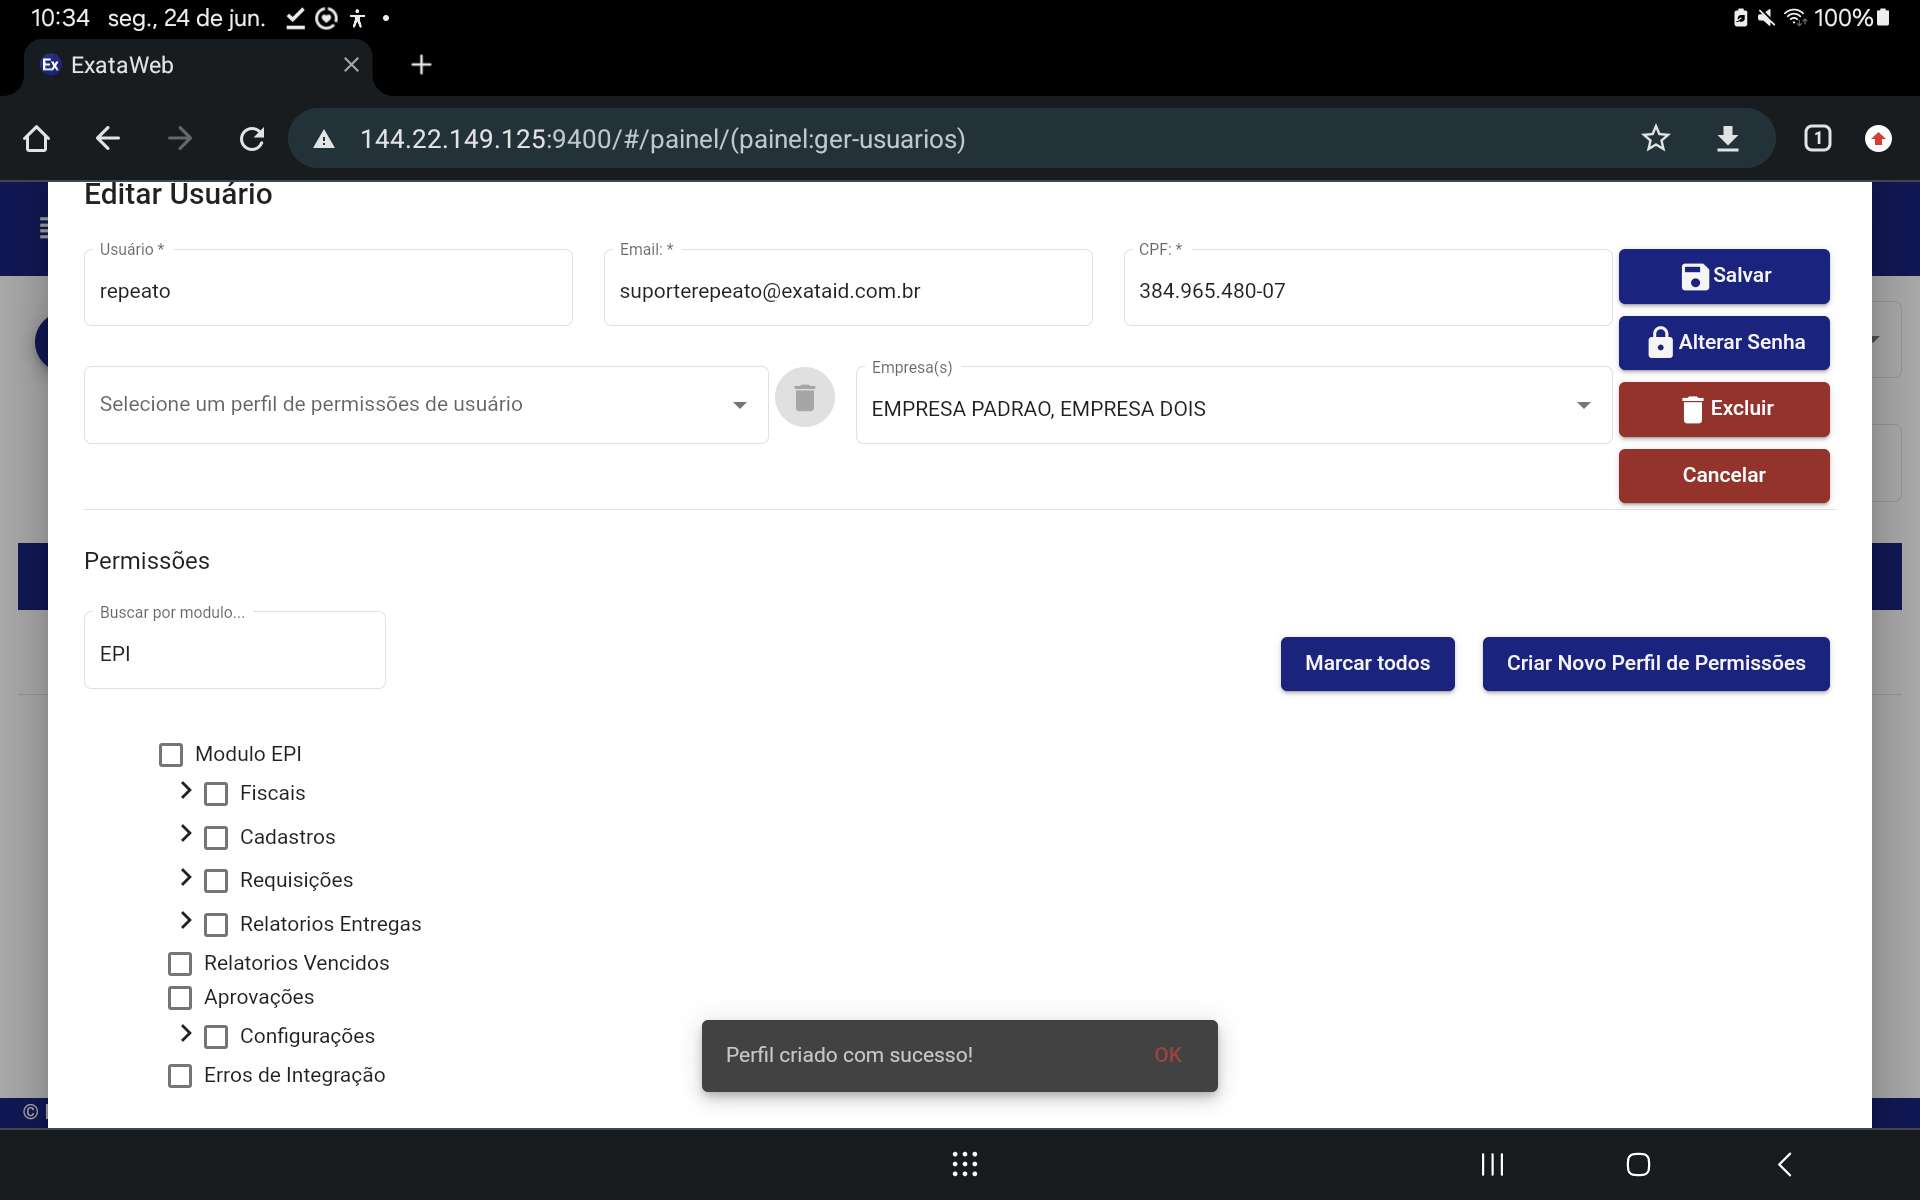 10:34 seg., 24 de jun.
100%
Ex ExataWeb
144.22.149.125:9400/#/painel/(painel:ger-usuarios)
1
Editar Usuário
Usuário *
Email: *
CPF: *
repeato
suporterepeato@exataid.com.br
384.965.480-07
Salvar
Alterar Senha
Selecione um perfil de permissões de usuário
Empresa(s)
EMPRESA PADRAO, EMPRESA DOIS
Excluir
Cancelar
Permissões
Buscar por modulo...
EPI
Marcar todos
Criar Novo Perfil de Permissões
Modulo EPI
Fiscais
Cadastros
Requisições
Relatorios Entregas
Relatorios Vencidos
Aprovações
Configurações
Erros de Integração
Perfil criado com sucesso!
OK
©